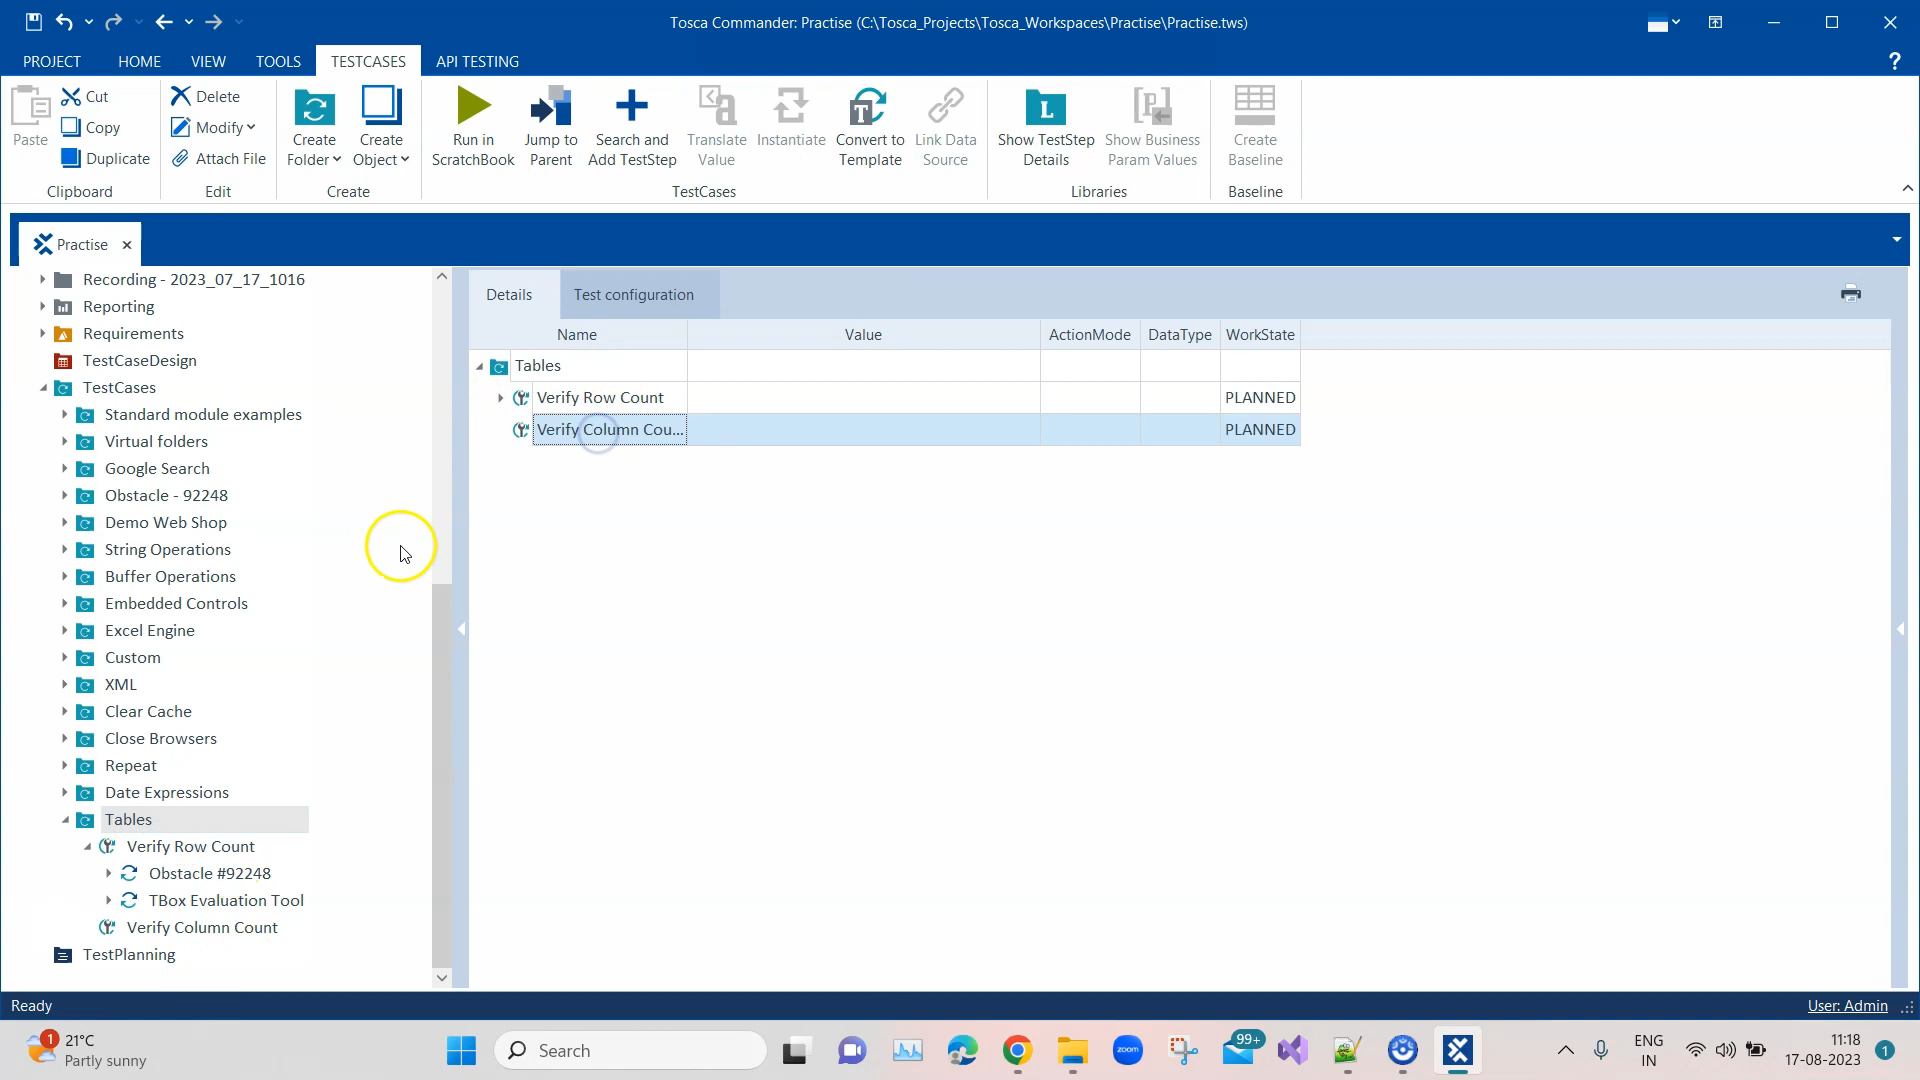 Tosca Commander: Practise (C:\Tosca_Projects\Tosca_Workspaces\Practise\Practise.tws)
PROJECT HOME VIEW TOOLS TESTCASES API TESTING ?
Paste
Cut
Copy
Duplicate
Clipboard
Delete
Modify
Attach File
Edit
Create Folder
Create Object
Create
Run in ScratchBook
Jump to Parent
Search and Add TestStep
Translate Value
Instantiate
Convert to Template
Link Data Source
TestCases
Show TestStep Details
Show Business Param Values
Libraries
Create Baseline
Baseline
Practise
Recording - 2023_07_17_1016
Reporting
Requirements
TestCaseDesign
TestCases
Standard module examples
Virtual folders
Google Search
Obstacle - 92248
Demo Web Shop
String Operations
Buffer Operations
Embedded Controls
Excel Engine
Custom
XML
Clear Cache
Close Browsers
Repeat
Date Expressions
Tables
Verify Row Count
Obstacle #92248
TBox Evaluation Tool
Verify Column Count
TestPlanning
Details Test configuration
Name Value ActionMode DataType WorkState
Tables
Verify Row Count PLANNED
Verify Column Cou... PLANNED
Ready User: Admin
1 21°C
Partly sunny
Search
zoom
99+
ENG
IN
11:18
17-08-2023
1